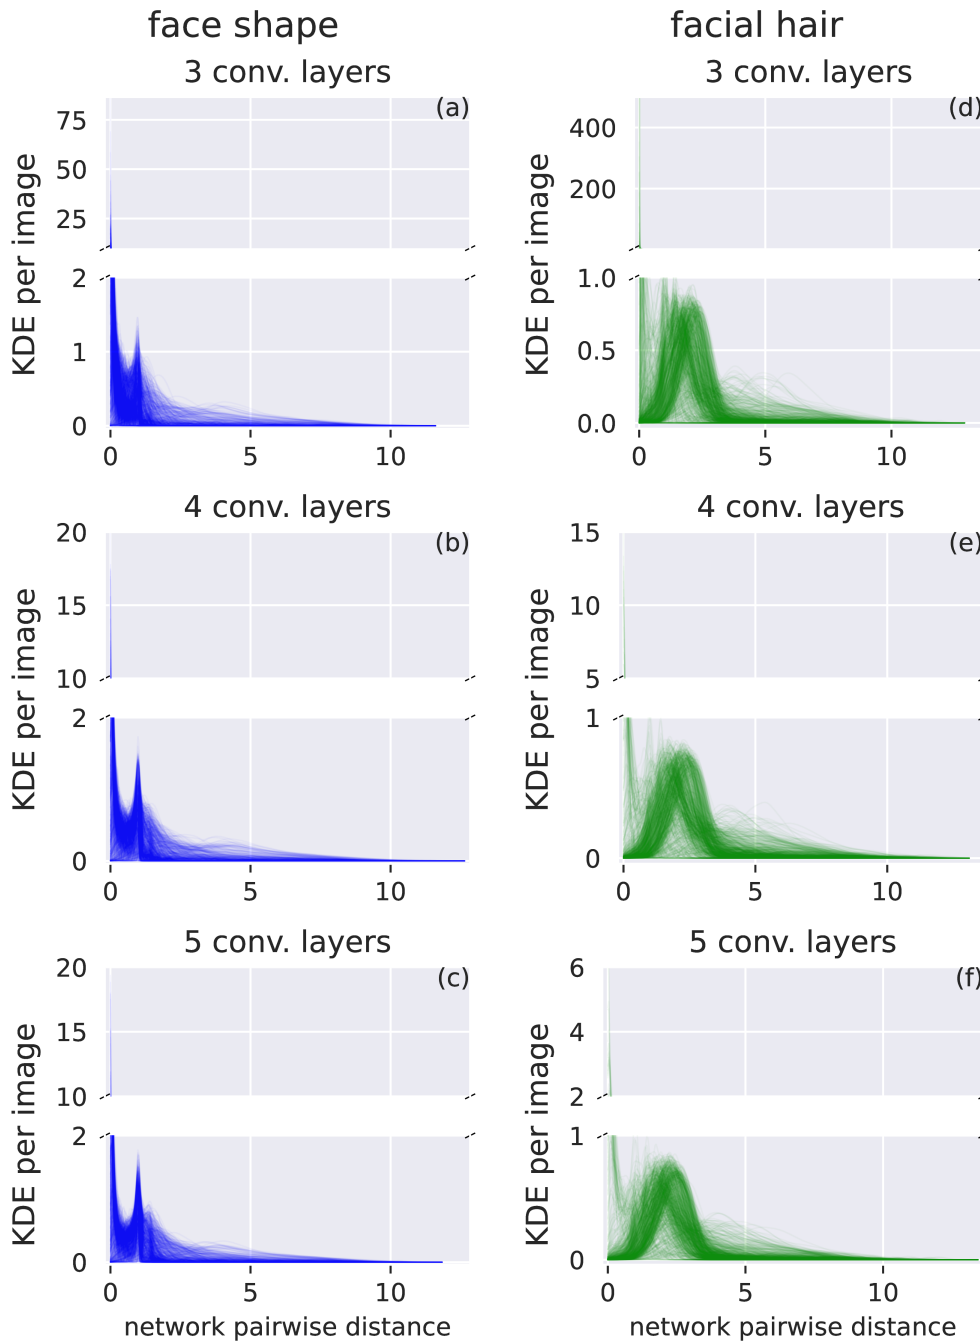 face shape
facial hair
3 conv. layers
(a)
KDE per image
75
50
25
2
1
0
0 5 10
3 conv. layers
(d)
KDE per image
400
200
1.0
0.5
0.0
0 5 10
4 conv. layers
(b)
KDE per image
20
15
10
2
1
0
0 5 10
4 conv. layers
(e)
KDE per image
15
10
5
1
0
0 5 10
5 conv. layers
(c)
KDE per image
20
15
10
2
1
0
0 5 10
network pairwise distance
5 conv. layers
(f)
KDE per image
6
4
2
1
0
0 5 10
network pairwise distance